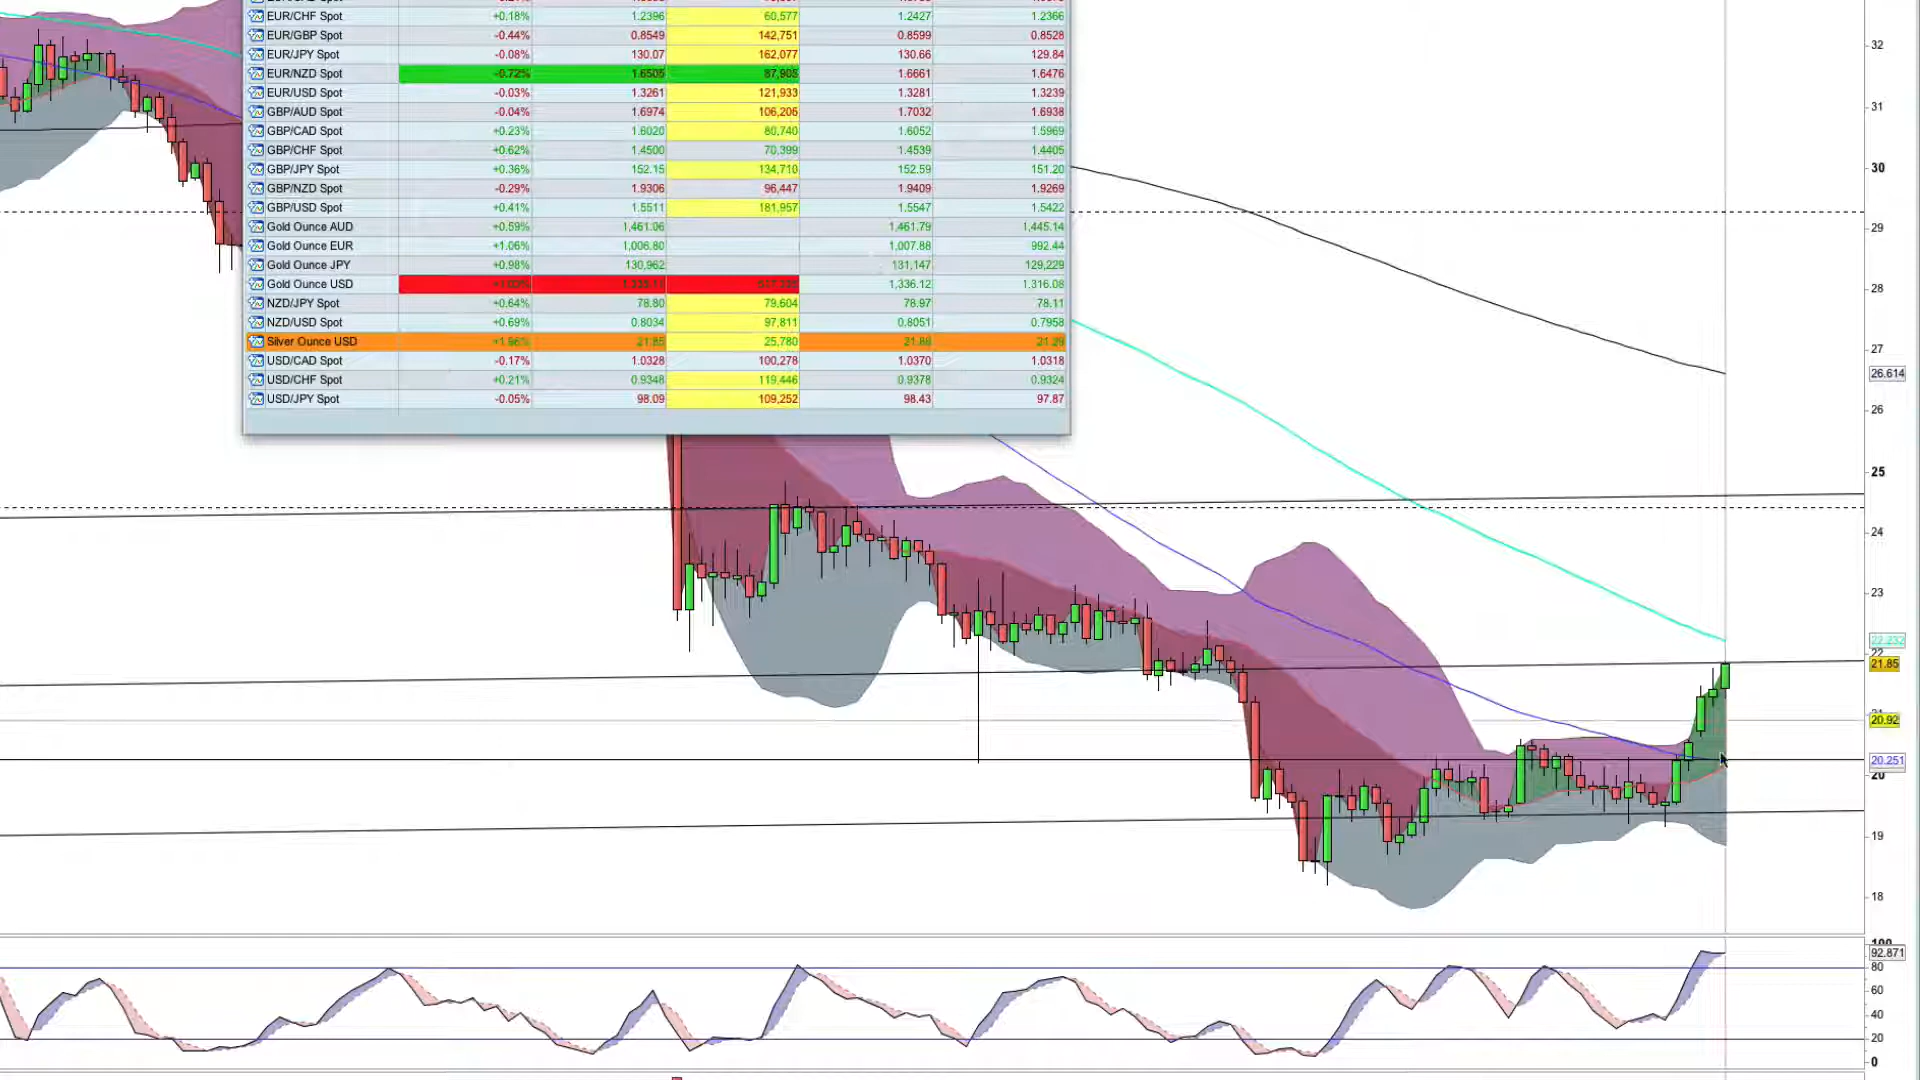 EUR/CHF Spot +0.18% 1.2396 60,577 1.2427 1.2366
EUR/GBP Spot -0.44% 0.8549 142,751 0.8599 0.8528
EUR/JPY Spot -0.08% 130.07 162,077 130.66 129.84
EUR/NZD Spot -0.72% 1.6505 87,905 1.6661 1.6476
EUR/USD Spot -0.03% 1.3261 121,933 1.3281 1.3239
GBP/AUD Spot -0.04% 1.6974 106,206 1.7032 1.6938
GBP/CAD Spot +0.23% 1.6020 80,740 1.6052 1.5969
GBP/CHF Spot +0.62% 1.4500 70,399 1.4539 1.4405
GBP/JPY Spot +0.36% 152.15 134,710 152.59 151.20
GBP/NZD Spot -0.29% 1.9306 96,447 1.9409 1.9269
GBP/USD Spot +0.41% 1.5511 181,957 1.5547 1.5422
Gold Ounce AUD +0.59% 1,461.06 1,461.79 1,445.14
Gold Ounce EUR +1.06% 1,006.80 1,007.88 992.44
Gold Ounce JPY +0.98% 130,962 131,147 129,229
Gold Ounce USD 1,336.12 1,316.08
NZD/JPY Spot +0.64% 78.80 79,604 78.97 78.11
NZD/USD Spot +0.69% 0.8034 97,811 0.8051 0.7958
Silver Ounce USD +1.96% 21.85 25,780 21.88 21.29
USD/CAD Spot -0.17% 1.0328 100,278 1.0370 1.0318
USD/CHF Spot +0.21% 0.9348 119,446 0.9378 0.9324
USD/JPY Spot -0.05% 98.09 109,252 98.43 97.87
32
31
30
29
28
27
26.614
26
25
24
23
22.232
22
21.85
20.92
20.251
20
19
18
100
92.871
80
60
40
20
0